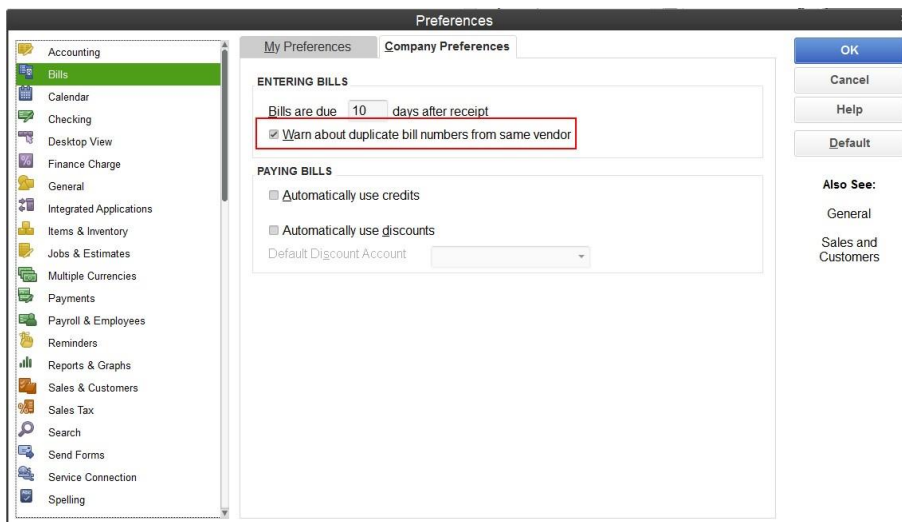 Preferences
Accounting
Bills
Calendar
Checking
Desktop View
Finance Charge
General
Integrated Applications
Items & Inventory
Jobs & Estimates
Multiple Currencies
Payments
Payroll & Employees
Reminders
Reports & Graphs
Sales & Customers
Sales Tax
Search
Send Forms
Service Connection
Spelling
My Preferences
Company Preferences
ENTERING BILLS
Bills are due 10 days after receipt
Warn about duplicate bill numbers from same vendor
PAYING BILLS
Automatically use credits
Automatically use discounts
Default Discount Account
OK
Cancel
Help
Default
Also See:
General
Sales and
Customers